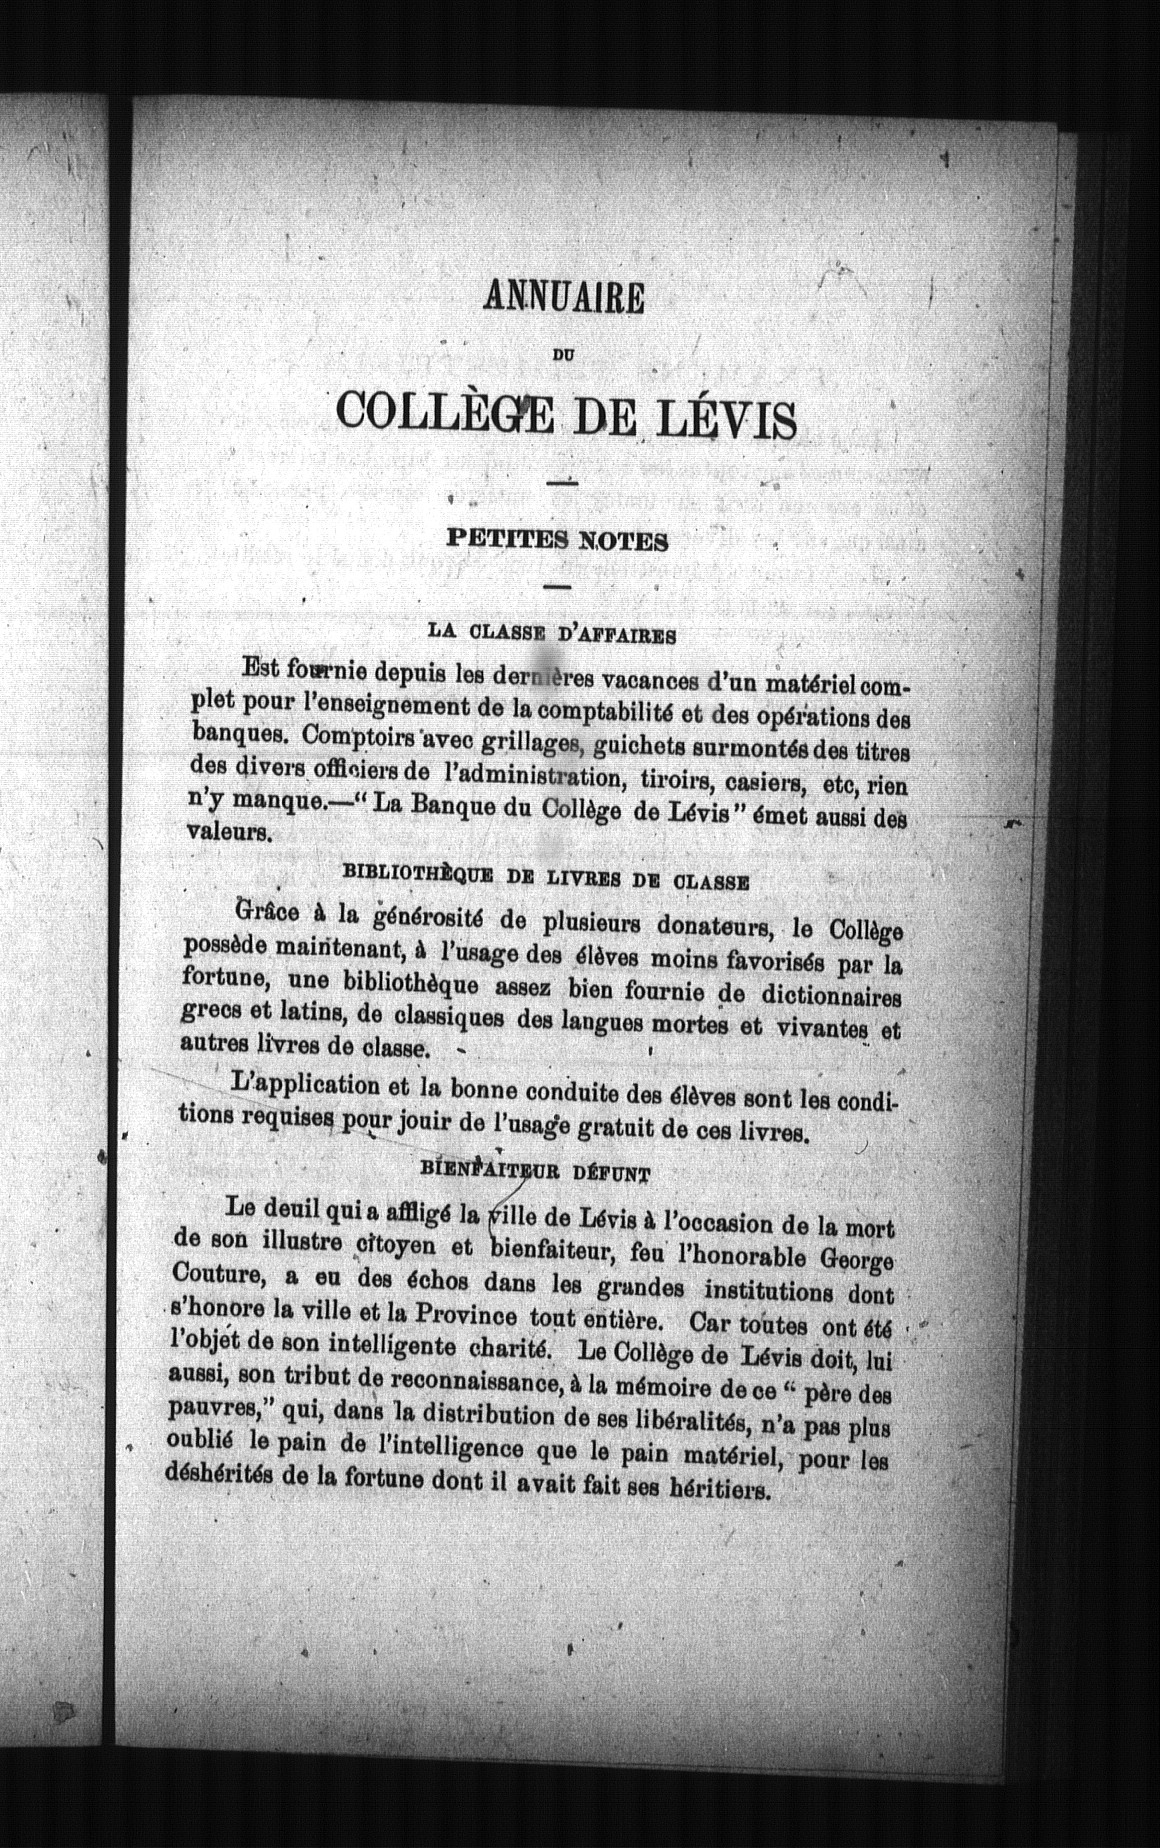 ANNUAIRE
DU
COLLÈGE DE LÉVIS
PETITES NOTES
LA CLASSE D'AFFAIRES
Est fournie depuis les dernières vacances d'un matériel com-
plet pour l'enseignement de la comptabilité et des opérations des
banques. Comptoirs avec grillages, guichets surmontés des titres
des divers officiers de l'administration, tiroirs, casiers, etc, rien
n'y manque.—" La Banque du Collège de Lévis " émet aussi des
valeurs.
BIBLIOTHÈQUE DE LIVRES DE CLASSE
Grâce à la générosité de plusieurs donateurs, le Collège
possède maintenant, à l'usage des élèves moins favorisés par la
fortune, une bibliothèque assez bien fournie de dictionnaires
grecs et latins, de classiques des langues mortes et vivantes et
autres livres de classe.
L'application et la bonne conduite des élèves sont les condi-
tions requises pour jouir de l'usage gratuit de ces livres.
BIENFAITEUR DÉFUNT
Le deuil qui a affligé la ville de Lévis à l'occasion de la mort
de son illustre citoyen et bienfaiteur, feu l'honorable George
Couture, a eu des échos dans les grandes institutions dont
s'honore la ville et la Province tout entière. Car toutes ont été
l'objet de son intelligente charité. Le Collège de Lévis doit, lui
aussi, son tribut de reconnaissance, à la mémoire de ce " père des
pauvres," qui, dans la distribution de ses libéralités, n'a pas plus
oublié le pain de l'intelligence que le pain matériel, pour les
déshérités de la fortune dont il avait fait ses héritiers.